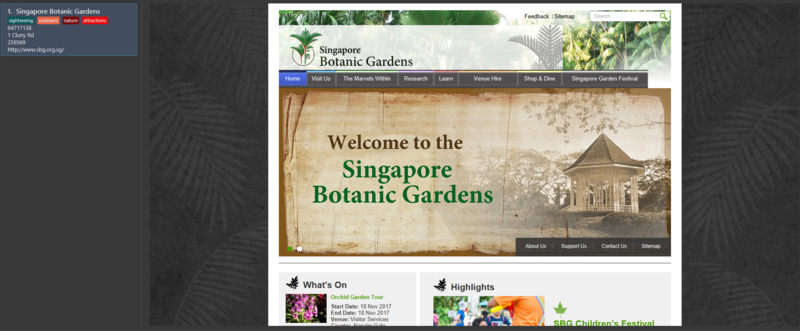 1. Singapore Botanic Gardens
sightseeing outdoors nature attractions
64717138
1 Cluny Rd
259569
http://www.sbg.org.sg/
Feedback | Sitemap Search...
Singapore
Botanic Gardens
Home Visit Us The Marvels Within Research Learn Venue Hire Shop & Dine Singapore Garden Festival
Welcome to the
Singapore
Botanic Gardens
About Us Support Us Contact Us Sitemap
What's On
Orchid Garden Tour
Start Date: 18 Nov 2017
End Date: 18 Nov 2017
Venue: Visitor Services
Highlights
SBG Children's Festival